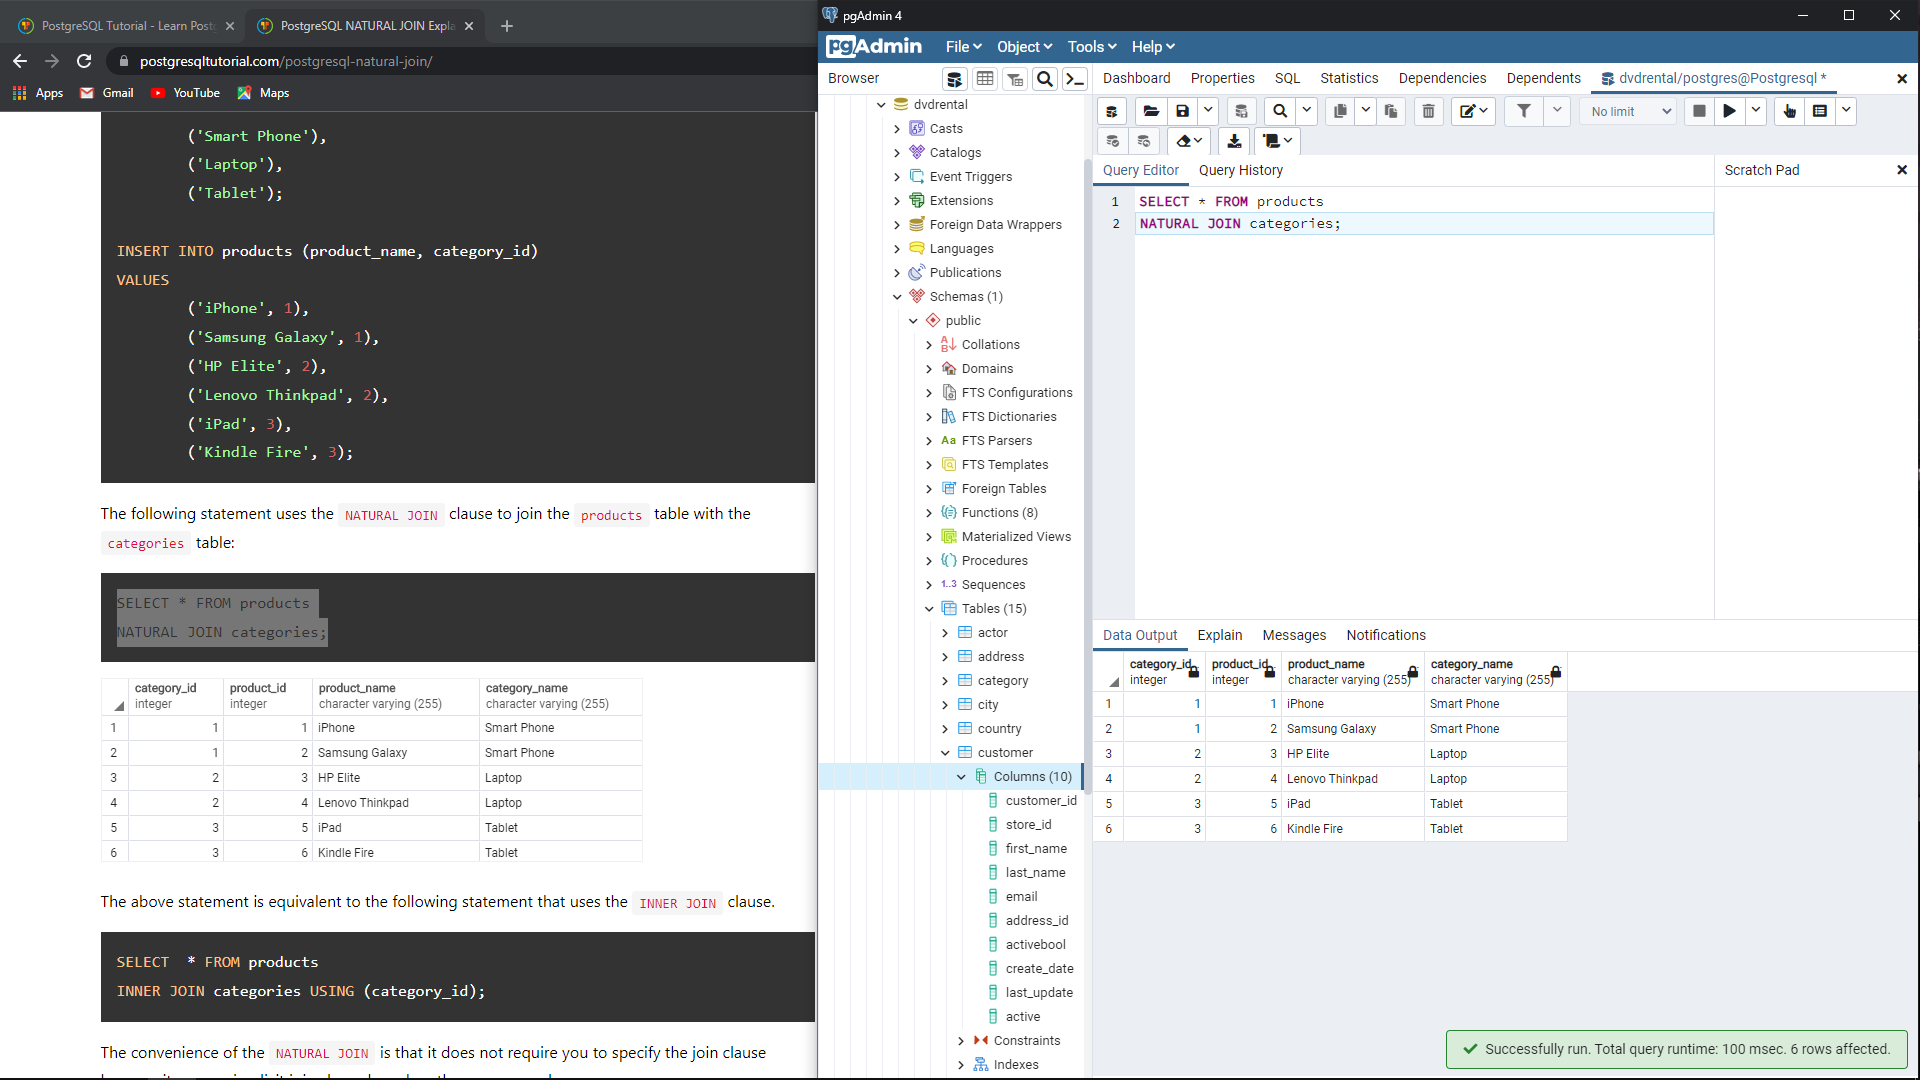 PostgreSQL Tutorial - Learn Post
PostgreSQL NATURAL JOIN Expla
postgresqltutorial.com/postgresql-natural-join/
Apps
Gmail
YouTube
Maps
('Smart Phone'),
('Laptop'),
('Tablet');
INSERT INTO products (product_name, category_id)
VALUES
('iPhone', 1),
('Samsung Galaxy', 1),
('HP Elite', 2),
('Lenovo Thinkpad', 2),
('iPad', 3),
('Kindle Fire', 3);
The following statement uses the NATURAL JOIN clause to join the products table with the
categories table:
SELECT * FROM products
NATURAL JOIN categories;
category_id product_id product_name category_name
integer integer character varying (255) character varying (255)
1 1 1 iPhone Smart Phone
2 1 2 Samsung Galaxy Smart Phone
3 2 3 HP Elite Laptop
4 2 4 Lenovo Thinkpad Laptop
5 3 5 iPad Tablet
6 3 6 Kindle Fire Tablet
The above statement is equivalent to the following statement that uses the INNER JOIN clause.
SELECT * FROM products
INNER JOIN categories USING (category_id);
The convenience of the NATURAL JOIN is that it does not require you to specify the join clause
pgAdmin 4
pgAdmin File Object Tools Help
Browser
dvdrental
Casts
Catalogs
Event Triggers
Extensions
Foreign Data Wrappers
Languages
Publications
Schemas (1)
public
Collations
Domains
FTS Configurations
FTS Dictionaries
Aa FTS Parsers
FTS Templates
Foreign Tables
Functions (8)
Materialized Views
Procedures
1..3 Sequences
Tables (15)
actor
address
category
city
country
customer
Columns (10)
customer_id
store_id
first_name
last_name
email
address_id
activebool
create_date
last_update
active
Constraints
Indexes
Dashboard Properties SQL Statistics Dependencies Dependents dvdrental/postgres@Postgresql *
No limit
Query Editor Query History
Scratch Pad
1 SELECT * FROM products
2 NATURAL JOIN categories;
Data Output Explain Messages Notifications
category_id product_id product_name category_name
integer integer character varying (255) character varying (255)
1 1 1 iPhone Smart Phone
2 1 2 Samsung Galaxy Smart Phone
3 2 3 HP Elite Laptop
4 2 4 Lenovo Thinkpad Laptop
5 3 5 iPad Tablet
6 3 6 Kindle Fire Tablet
Successfully run. Total query runtime: 100 msec. 6 rows affected.